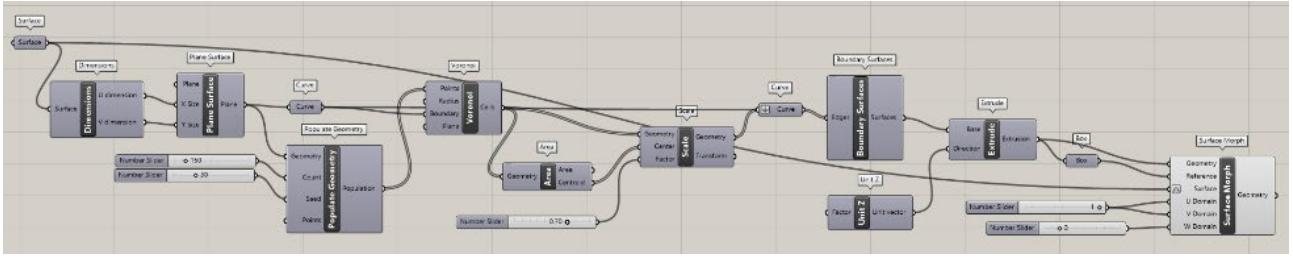 Surface
Surface
Dimensions
Surface
Dimensions
U dimension
V dimension
Plane Surface
Plane
X Size
Y Size
Plane Surface
Plane
Curve
Curve
Number Slider 150
Number Slider
Populate Geometry
Geometry
Count
Seed
Points
Populate Geometry
Population
Voronoi
Points
Radius
Boundary
Plane
Voronoi
Cells
Area
Geometry
Area
Area
Centroid
Number Slider 0.70
Scale
Geometry
Center
Factor
Scale
Geometry
Transform
Curve
Curve
Boundary Surfaces
Edges
Boundary Surfaces
Surfaces
Unit Z
Factor
Unit Z
Unit vector
Extrude
Base
Direction
Extrude
Extrusion
Box
Box
Number Slider
Number Slider
Surface Morph
Geometry
Reference
Surface
U Domain
V Domain
W Domain
Surface Morph
Geometry